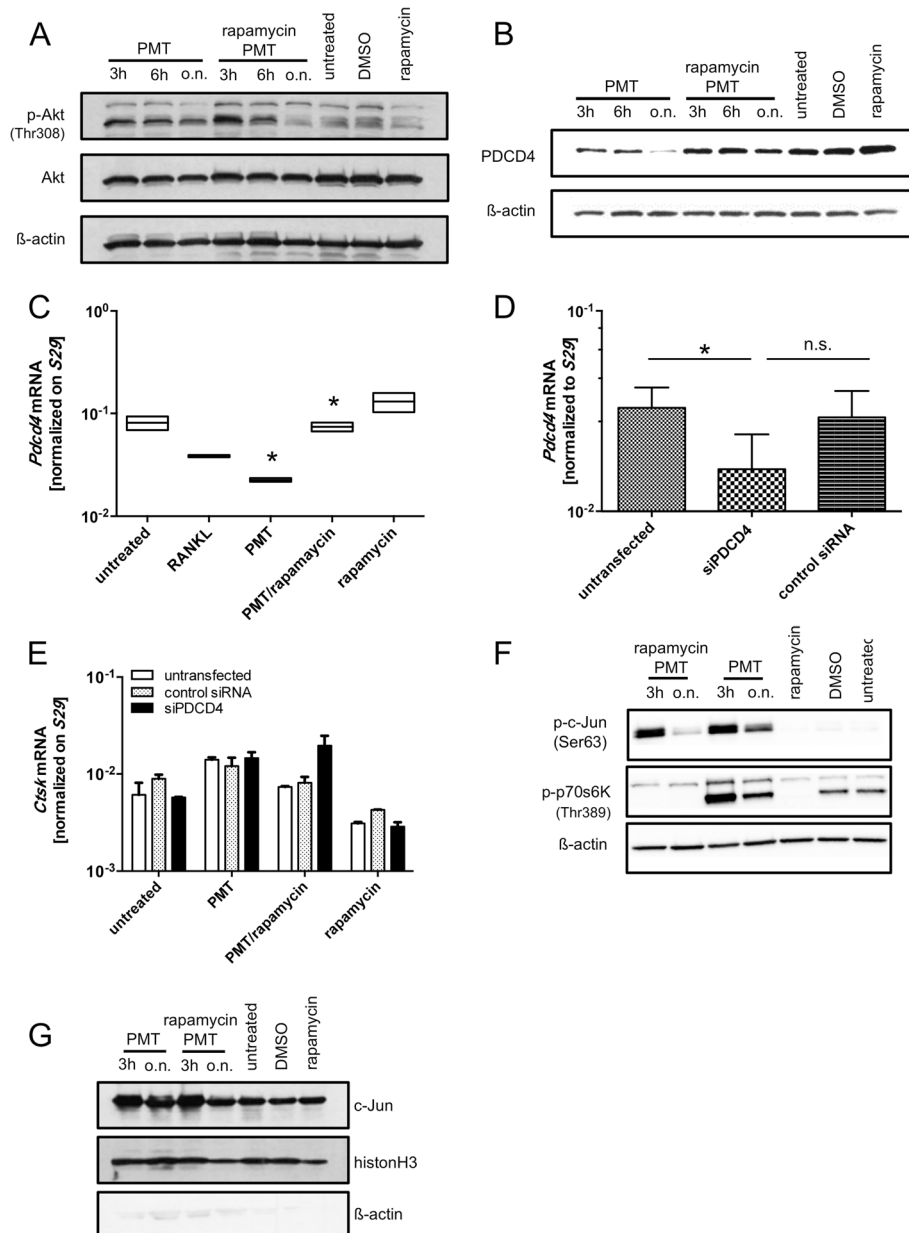 A
PMT
rapamycin
PMT
untreated
DMSO
rapamycin
3h 6h o.n. 3h 6h o.n.
p-Akt
(Thr308)
Akt
ß-actin
B
PMT
rapamycin
PMT
untreated
DMSO
rapamycin
3h 6h o.n. 3h 6h o.n.
PDCD4
ß-actin
C
Pdcd4 mRNA
[normalized on S29]
10⁰
10⁻¹
10⁻²
*
*
untreated
RANKL
PMT
PMT/rapamaycin
rapamycin
D
Pdcd4 mRNA
[normalized to S29]
10⁻¹
10⁻²
*
n.s.
untransfected
siPDCD4
control siRNA
E
Ctsk mRNA
[normalized on S29]
10⁻¹
10⁻²
10⁻³
untransfected
control siRNA
siPDCD4
untreated
PMT
PMT/rapamycin
rapamycin
F
rapamycin
PMT
PMT
rapamycin
DMSO
untreated
3h o.n. 3h o.n.
p-c-Jun
(Ser63)
p-p70s6K
(Thr389)
ß-actin
G
PMT
rapamycin
PMT
untreated
DMSO
rapamycin
3h o.n. 3h o.n.
c-Jun
histonH3
ß-actin